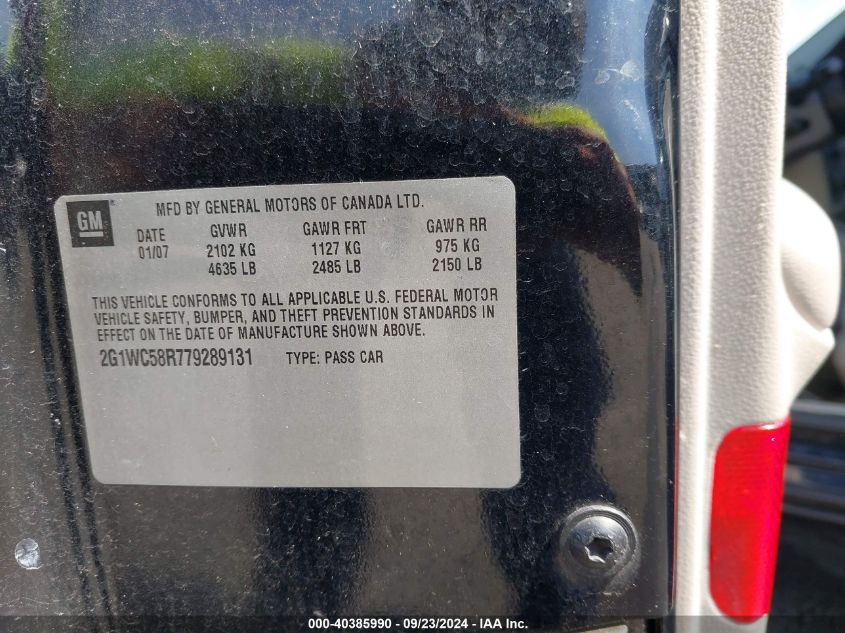 GM
MFD BY GENERAL MOTORS OF CANADA LTD.
DATE GVWR GAWR FRT GAWR RR
01/07 2102 KG 1127 KG 975 KG
4635 LB 2485 LB 2150 LB
THIS VEHICLE CONFORMS TO ALL APPLICABLE U.S. FEDERAL MOTOR
VEHICLE SAFETY, BUMPER, AND THEFT PREVENTION STANDARDS IN
EFFECT ON THE DATE OF MANUFACTURE SHOWN ABOVE.
2G1WC58R779289131 TYPE: PASS CAR
000-40385990 - 09/23/2024 - IAA, Inc.